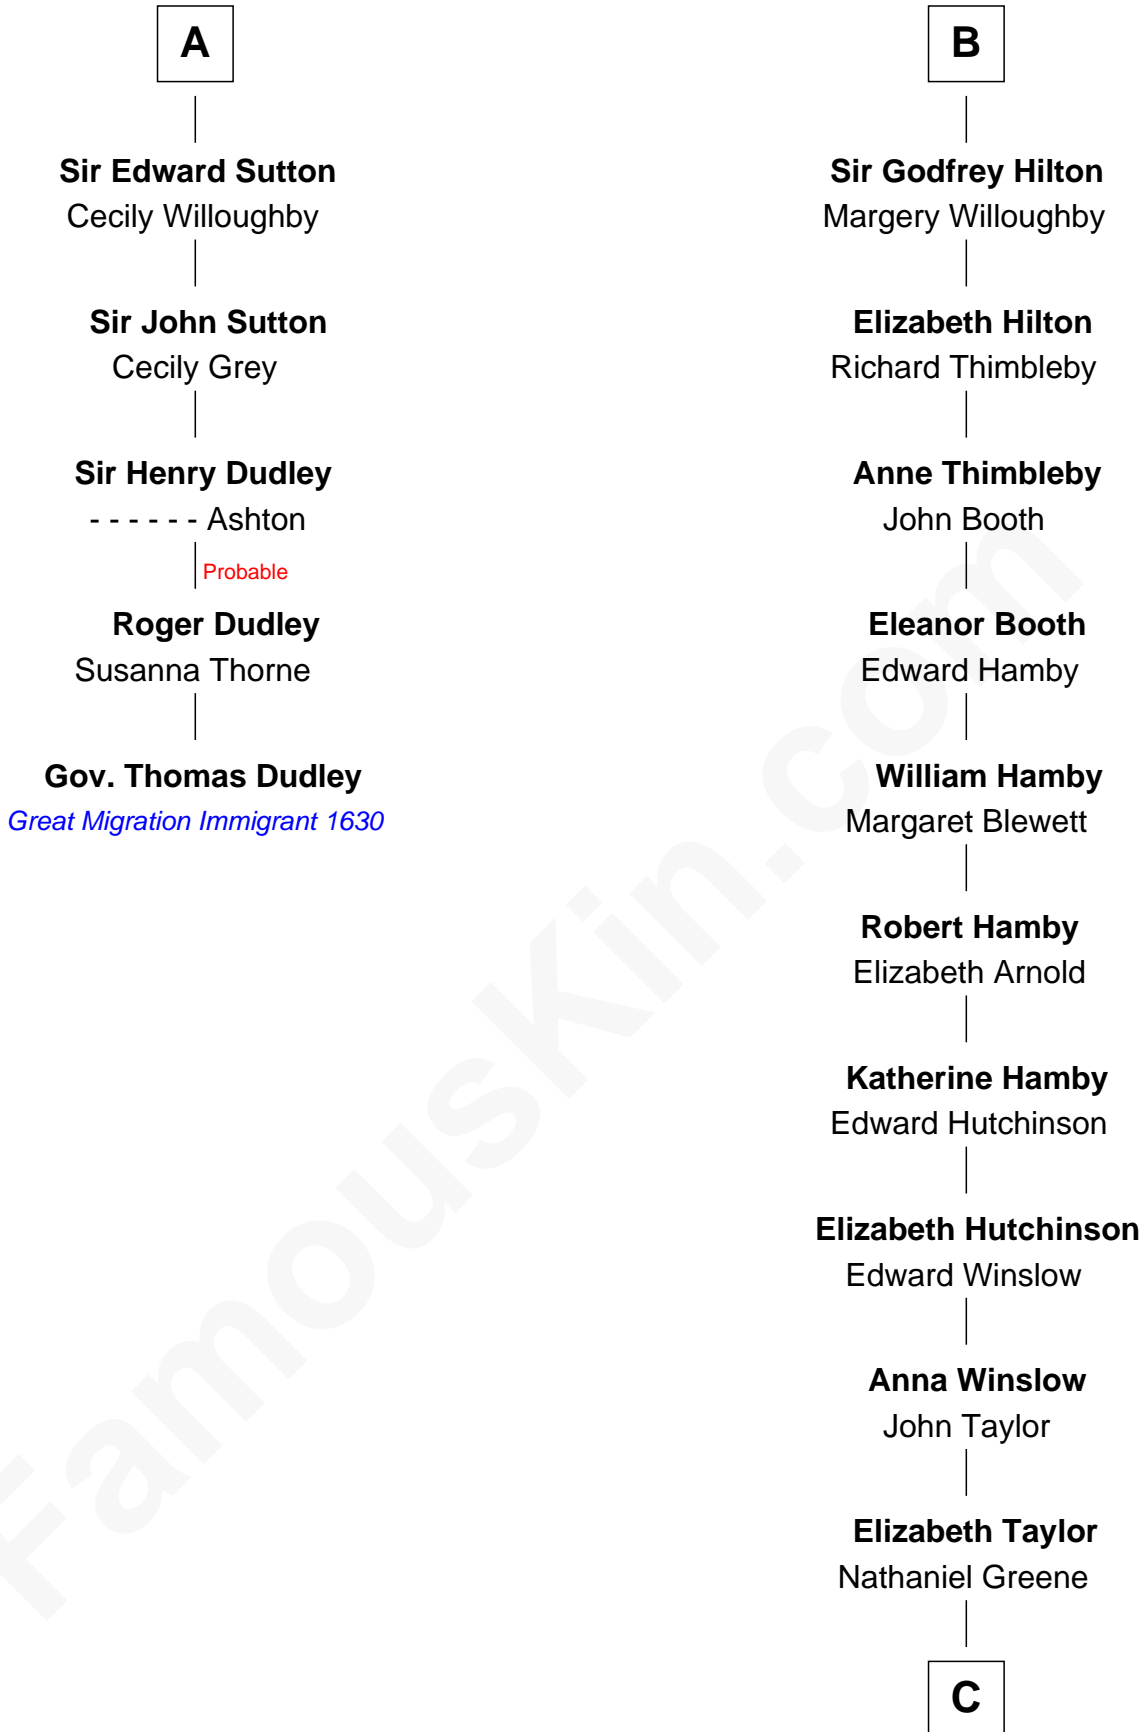 A
Sir Edward Sutton
Cecily Willoughby
Sir John Sutton
Cecily Grey
Sir Henry Dudley
- - - - - - Ashton
Probable
Roger Dudley
Susanna Thorne
Gov. Thomas Dudley
Great Migration Immigrant 1630
B
Sir Godfrey Hilton
Margery Willoughby
Elizabeth Hilton
Richard Thimbleby
Anne Thimbleby
John Booth
Eleanor Booth
Edward Hamby
William Hamby
Margaret Blewett
Robert Hamby
Elizabeth Arnold
Katherine Hamby
Edward Hutchinson
Elizabeth Hutchinson
Edward Winslow
Anna Winslow
John Taylor
Elizabeth Taylor
Nathaniel Greene
C
FamousKin.com